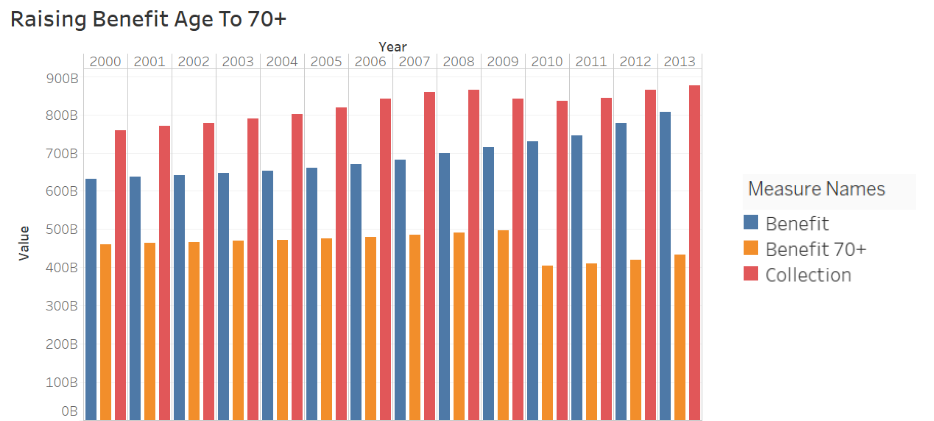 Raising Benefit Age To 70+
Year
2000 2001 2002 2003 2004 2005 2006 2007 2008 2009 2010 2011 2012 2013
900B
800B
700B
600B
500B
400B
300B
200B
100B
0B
Value
Measure Names
Benefit
Benefit 70+
Collection